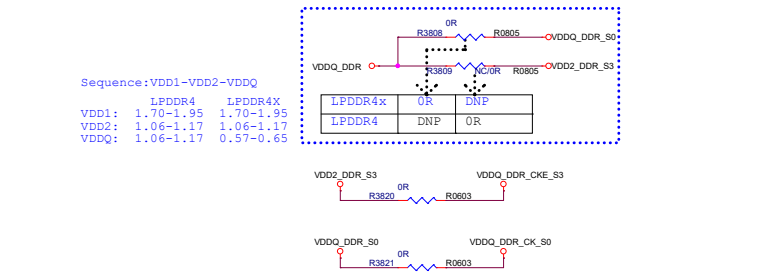 0R
R3808 R0805 VDDQ_DDR_S0
VDDQ_DDR R3809 NC/0R R0805 VDD2_DDR_S3
Sequence:VDD1-VDD2-VDDQ
LPDDR4 LPDDR4X
VDD1: 1.70-1.95 1.70-1.95
VDD2: 1.06-1.17 1.06-1.17
VDDQ: 1.06-1.17 0.57-0.65
LPDDR4x 0R DNP
LPDDR4 DNP 0R
VDD2_DDR_S3 VDDQ_DDR_CKE_S3
0R
R3820 R0603
VDDQ_DDR_S0 VDDQ_DDR_CK_S0
0R
R3821 R0603